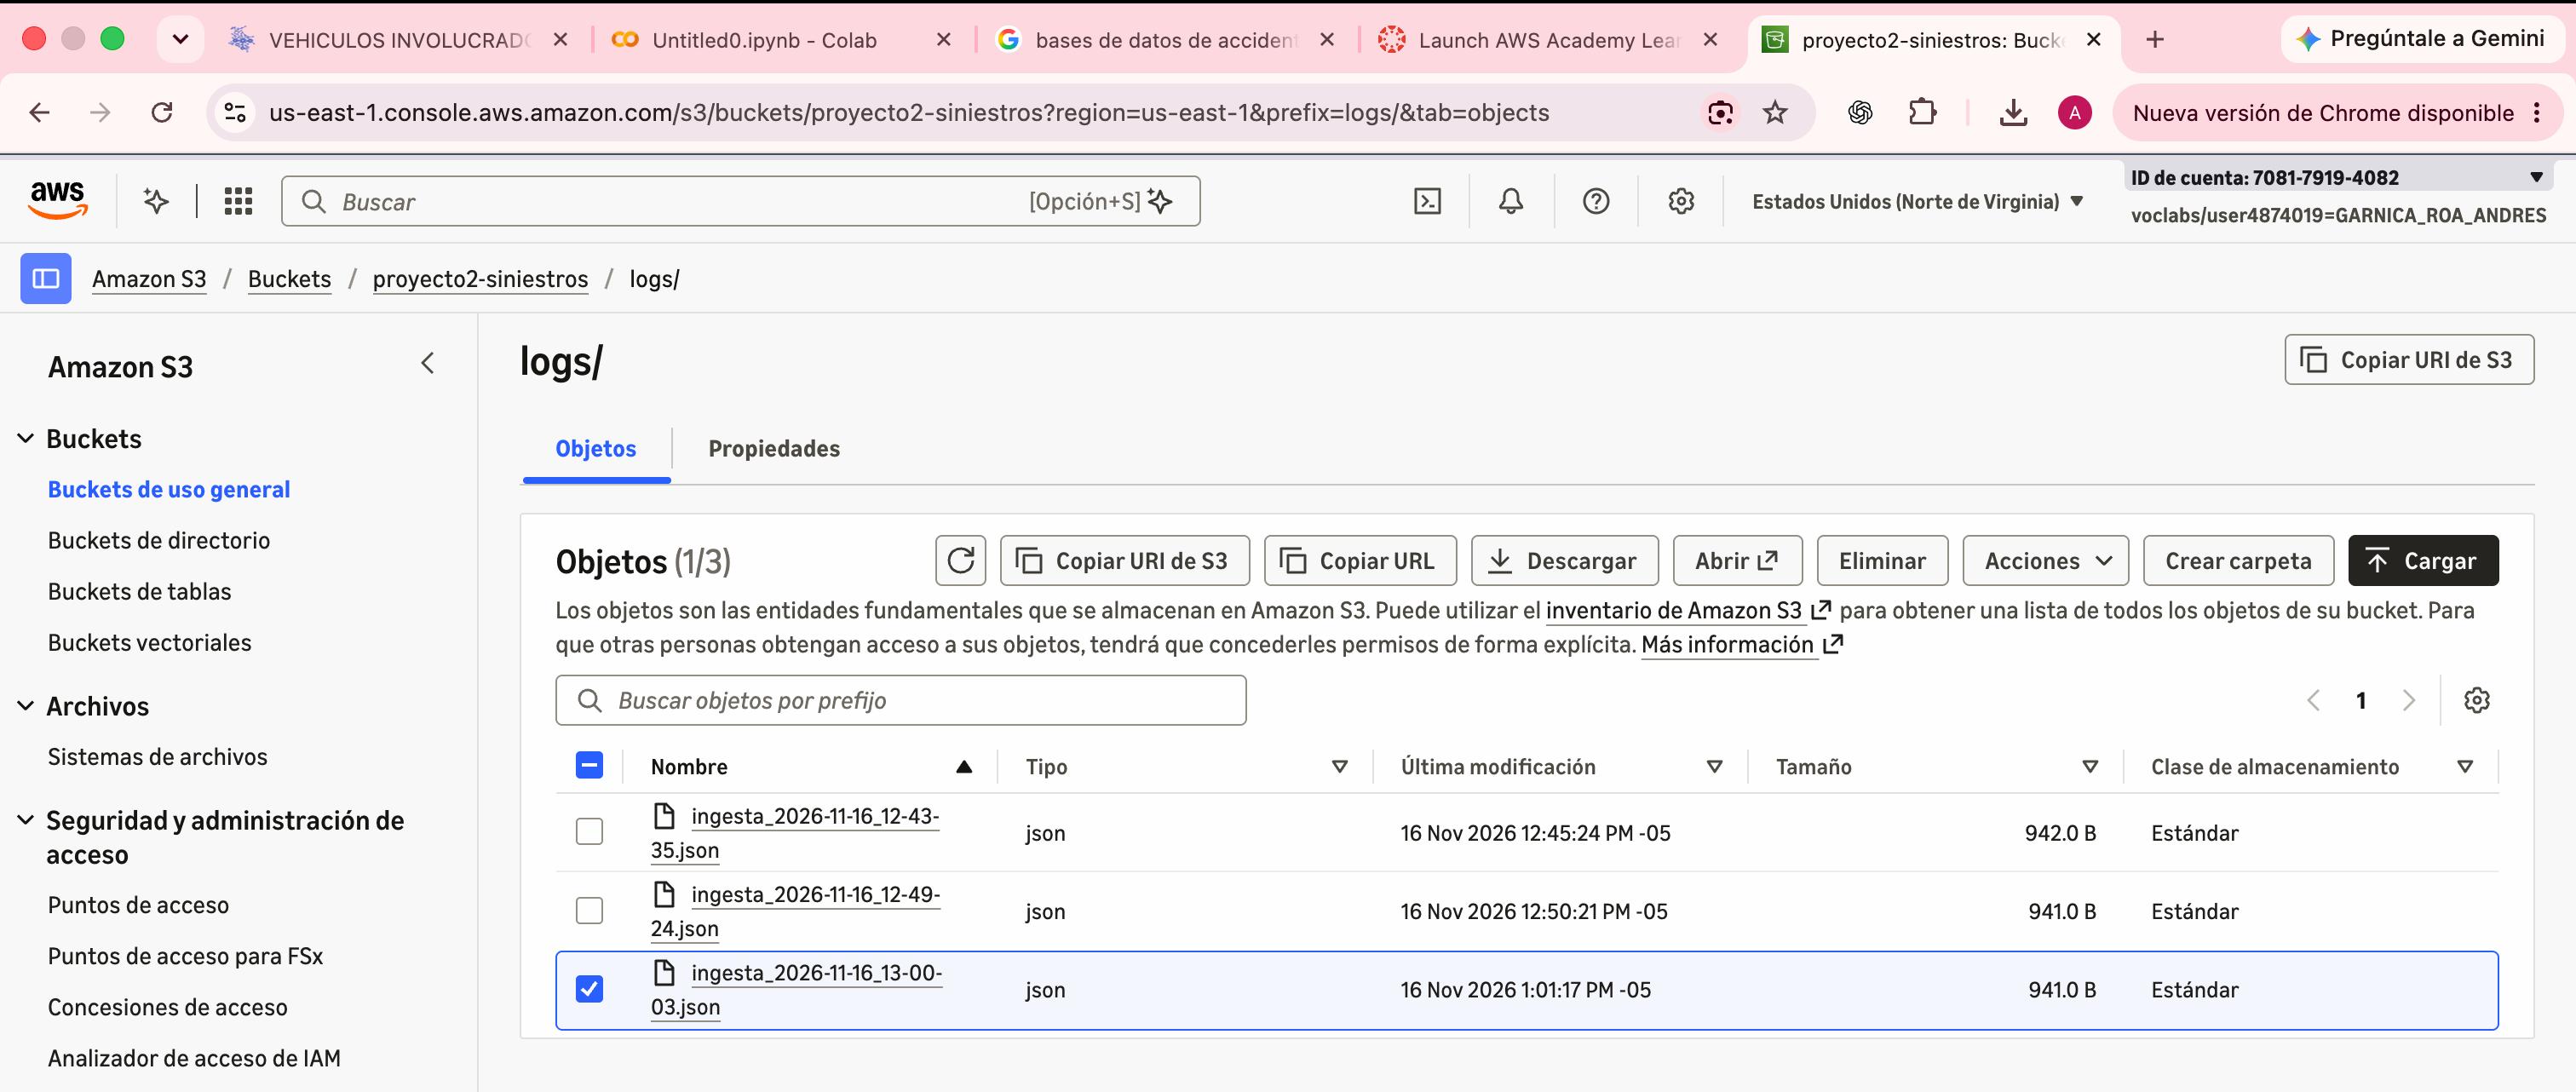 VEHICULOS INVOLUCRADO
Untitled0.ipynb - Colab
bases de datos de accident
Launch AWS Academy Lear
proyecto2-siniestros: Buck
Pregúntale a Gemini
us-east-1.console.aws.amazon.com/s3/buckets/proyecto2-siniestros?region=us-east-1&prefix=logs/&tab=objects
A
Nueva versión de Chrome disponible
aws
Buscar
[Opción+S]
Estados Unidos (Norte de Virginia)
ID de cuenta: 7081-7919-4082
voclabs/user4874019=GARNICA_ROA_ANDRES
Amazon S3 / Buckets / proyecto2-siniestros / logs/
Amazon S3
Buckets
Buckets de uso general
Buckets de directorio
Buckets de tablas
Buckets vectoriales
Archivos
Sistemas de archivos
Seguridad y administración de
acceso
Puntos de acceso
Puntos de acceso para FSx
Concesiones de acceso
Analizador de acceso de IAM
logs/
Copiar URI de S3
Objetos
Propiedades
Objetos (1/3)
Copiar URI de S3
Copiar URL
Descargar
Abrir
Eliminar
Acciones
Crear carpeta
Cargar
Los objetos son las entidades fundamentales que se almacenan en Amazon S3. Puede utilizar el inventario de Amazon S3 para obtener una lista de todos los objetos de su bucket. Para
que otras personas obtengan acceso a sus objetos, tendrá que concederles permisos de forma explícita. Más información
Buscar objetos por prefijo
1
Nombre
Tipo
Última modificación
Tamaño
Clase de almacenamiento
ingesta_2026-11-16_12-43-
35.json
json
16 Nov 2026 12:45:24 PM -05
942.0 B
Estándar
ingesta_2026-11-16_12-49-
24.json
json
16 Nov 2026 12:50:21 PM -05
941.0 B
Estándar
ingesta_2026-11-16_13-00-
03.json
json
16 Nov 2026 1:01:17 PM -05
941.0 B
Estándar